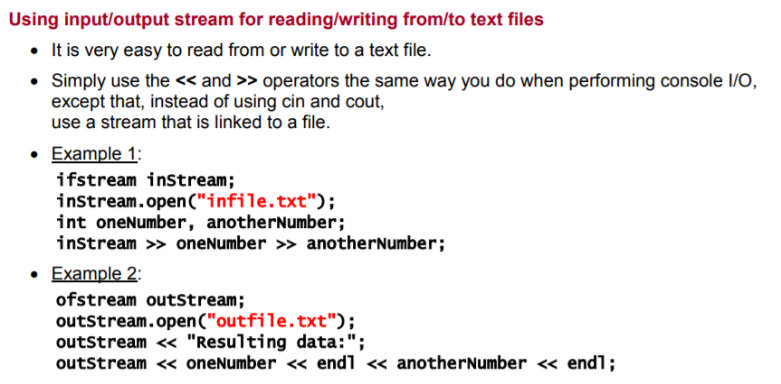 Using input/output stream for reading/writing from/to text files
• It is very easy to read from or write to a text file.
• Simply use the << and >> operators the same way you do when performing console I/O,
except that, instead of using cin and cout,
use a stream that is linked to a file.
• Example 1:
ifstream inStream;
inStream.open("infile.txt");
int oneNumber, anotherNumber;
inStream >> oneNumber >> anotherNumber;
• Example 2:
ofstream outStream;
outStream.open("outfile.txt");
outStream << "Resulting data:";
outStream << oneNumber << endl << anotherNumber << endl;